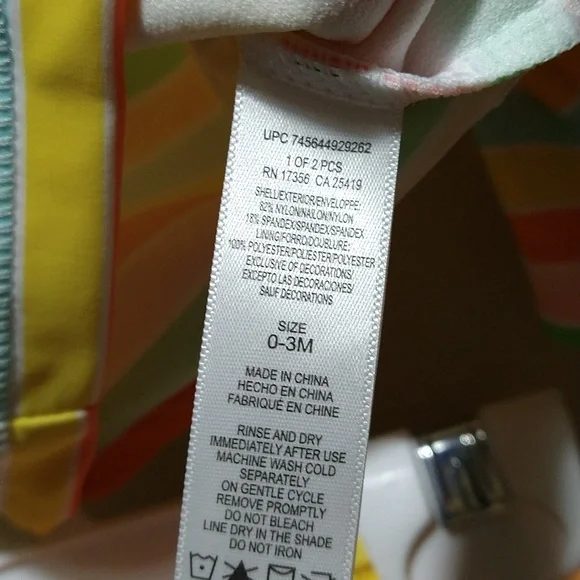 UPC 745644929262
1 OF 2 PCS
RN 17356 CA 25419
SHELL/EXTERIOR/ENVELOPPE:
82% NYLON/NAILON/NYLON
18% SPANDEX/SPANDEX/SPANDEX
LINING/FORRO/DOUBLURE:
100% POLYESTER/POLIESTER/POLYESTER
EXCLUSIVE OF DECORATIONS/
EXCEPTO LAS DECORACIONES/
SAUF DÉCORATIONS
SIZE
0-3M
MADE IN CHINA
HECHO EN CHINA
FABRIQUÉ EN CHINE
RINSE AND DRY
IMMEDIATELY AFTER USE
MACHINE WASH COLD
SEPARATELY
ON GENTLE CYCLE
REMOVE PROMPTLY
DO NOT BLEACH
LINE DRY IN THE SHADE
DO NOT IRON